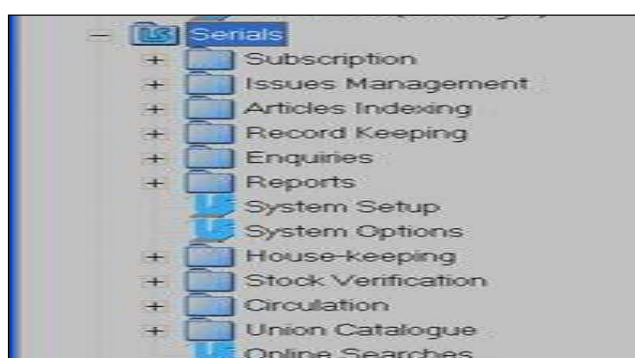 Serials
Subscription
Issues Management
Articles Indexing
Record Keeping
Enquiries
Reports
System Setup
System Options
House-keeping
Stock Verification
Circulation
Union Catalogue
Online Searches